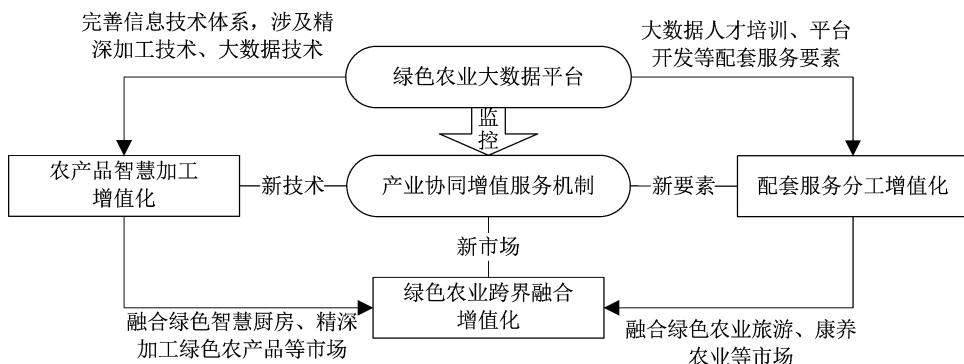 完善信息技术体系，涉及精
深加工技术、大数据技术
大数据人才培训、平台
开发等配套服务要素
绿色农业大数据平台
监
控
农产品智慧加工
增值化
新技术
产业协同增值服务机制
新要素
配套服务分工增值化
新市场
绿色农业跨界融合
增值化
融合绿色智慧厨房、精深
加工绿色农产品等市场
融合绿色农业旅游、康养
农业等市场